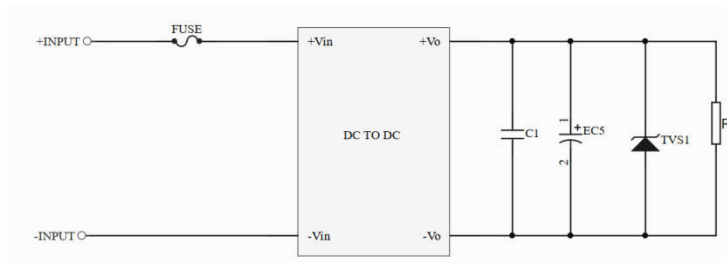 FUSE
+INPUT
+Vin
+Vo
DC TO DC
C1
1
+
EC5
2
TVS1
R
-INPUT
-Vin
-Vo